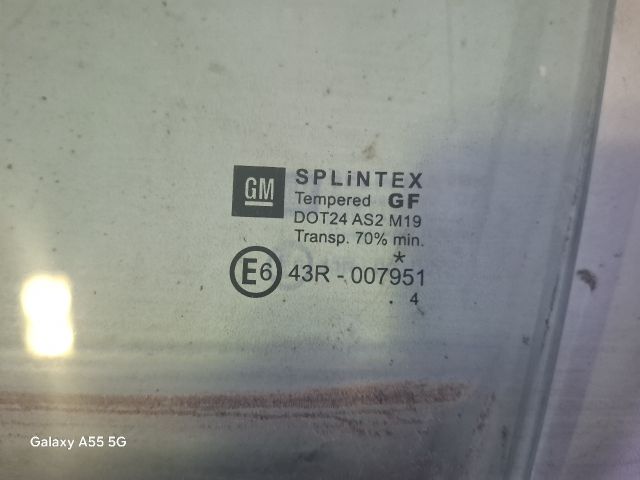 GM
SPLiNTEX
Tempered GF
DOT24 AS2 M19
Transp. 70% min.
*
E6 43R - 007951
. 4
Galaxy A55 5G